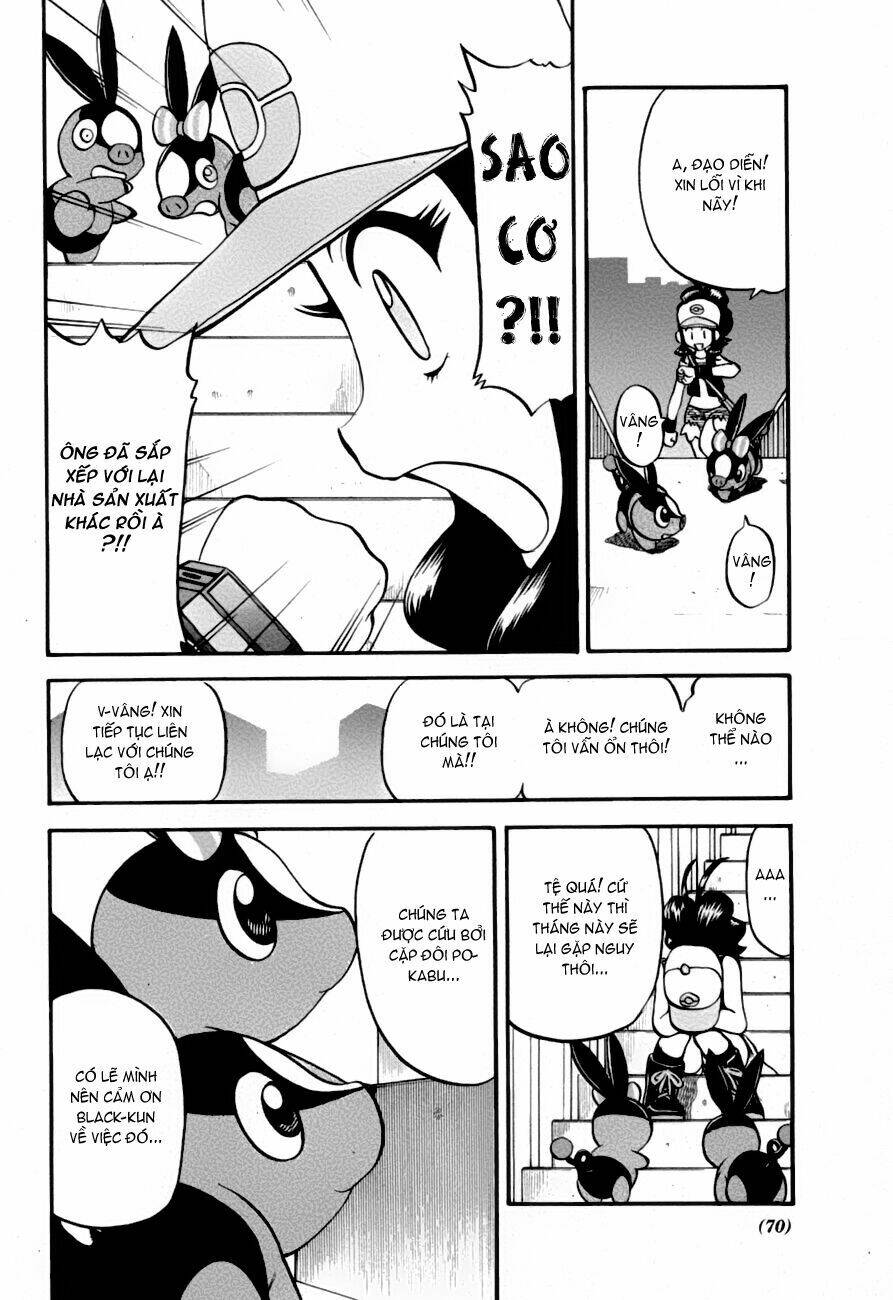 A, ĐẠO DIỄN!
XIN LỖI VÌ KHI
NÃY!
VÂNG
!
VÂNG
!
SAO
CƠ
?!!
ÔNG ĐÃ SẮP
XẾP VỚI LẠI
NHÀ SẢN XUẤT
KHÁC RỒI À
?!!
KHÔNG
THỂ NÀO
...
À KHÔNG! CHÚNG
TÔI VẪN ỔN THÔI!
ĐÓ LÀ TẠI
CHÚNG TÔI
MÀ!!
V-VÂNG! XIN
TIẾP TỤC LIÊN
LẠC VỚI CHÚNG
TÔI Ạ!!
AAA
...
TỆ QUÁ! CỨ
THẾ NÀY THÌ
THÁNG NÀY SẼ
LẠI GẶP NGUY
THÔI...
CHÚNG TA
ĐƯỢC CỨU BỞI
CẶP ĐÔI PO-
KABU...
CÓ LẼ MÌNH
NÊN CẢM ƠN
BLACK-KUN
VỀ VIỆC ĐÓ...
(70)